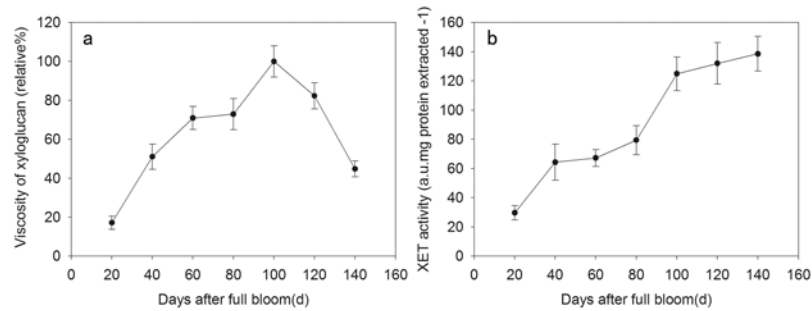 a
Viscosity of xyloglucan (relative%)
120
100
80
60
40
20
0
0 20 40 60 80 100 120 140 160
Days after full bloom(d)
b
XET activity (a.u.mg protein extracted -1)
160
140
120
100
80
60
40
20
0
0 20 40 60 80 100 120 140 160
Days after full bloom(d)